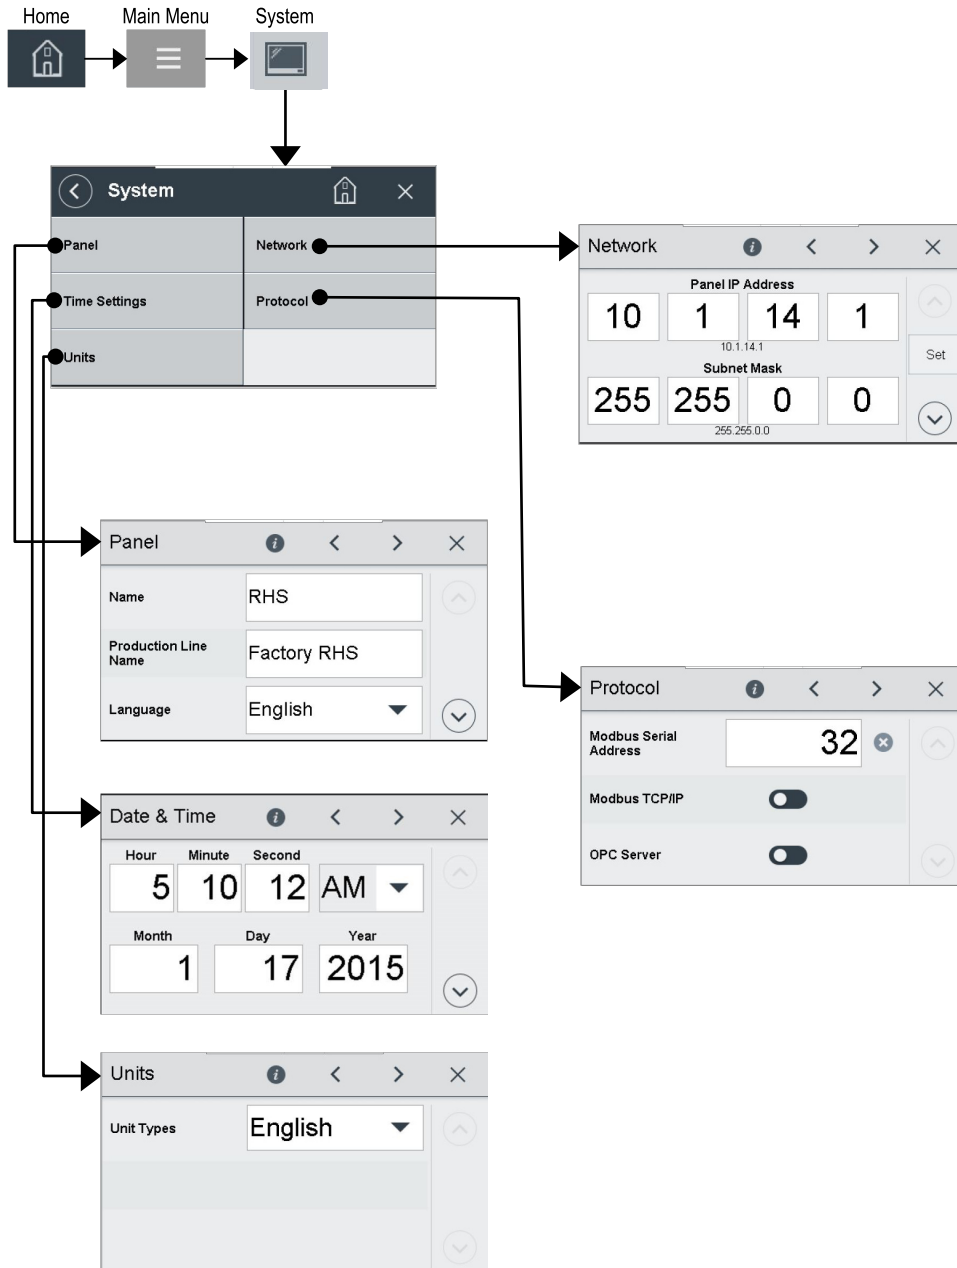 Home Main Menu System
System
Panel Network
Time Settings Protocol
Units
Network i
Panel IP Address
10 1 14 1
10.1.14.1
Set
Subnet Mask
255 255 0 0
255.255.0.0
Panel i
Name RHS
Production Line
Name
Factory RHS
Language English
Protocol i
Modbus Serial
Address
32
Modbus TCP/IP
OPC Server
Date & Time i
Hour Minute Second
5 10 12 AM
Month Day Year
1 17 2015
Units i
Unit Types English